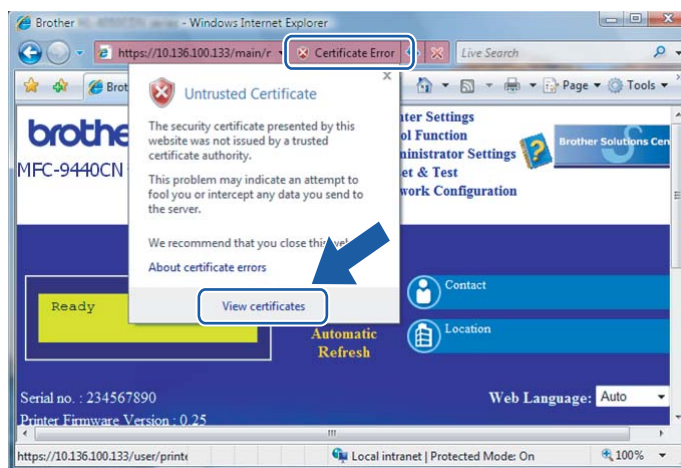 Brother - Windows Internet Explorer
https://10.136.100.133/main/r Certificate Error Live Search
Brot Page Tools
Untrusted Certificate
The security certificate presented by this
website was not issued by a trusted
certificate authority.
This problem may indicate an attempt to
fool you or intercept any data you send to
the server.
We recommend that you close this
About certificate errors
View certificates
brothe
MFC-9440CN
ter Settings
ol Function
ministrator Settings
et & Test
work Configuration
Brother Solutions Cen
Ready
Automatic
Refresh
Contact
Location
Serial no. : 234567890
Web Language: Auto
Printer Firmware Version : 0.25
https://10.136.100.133/user/printe Local intranet | Protected Mode: On 100%